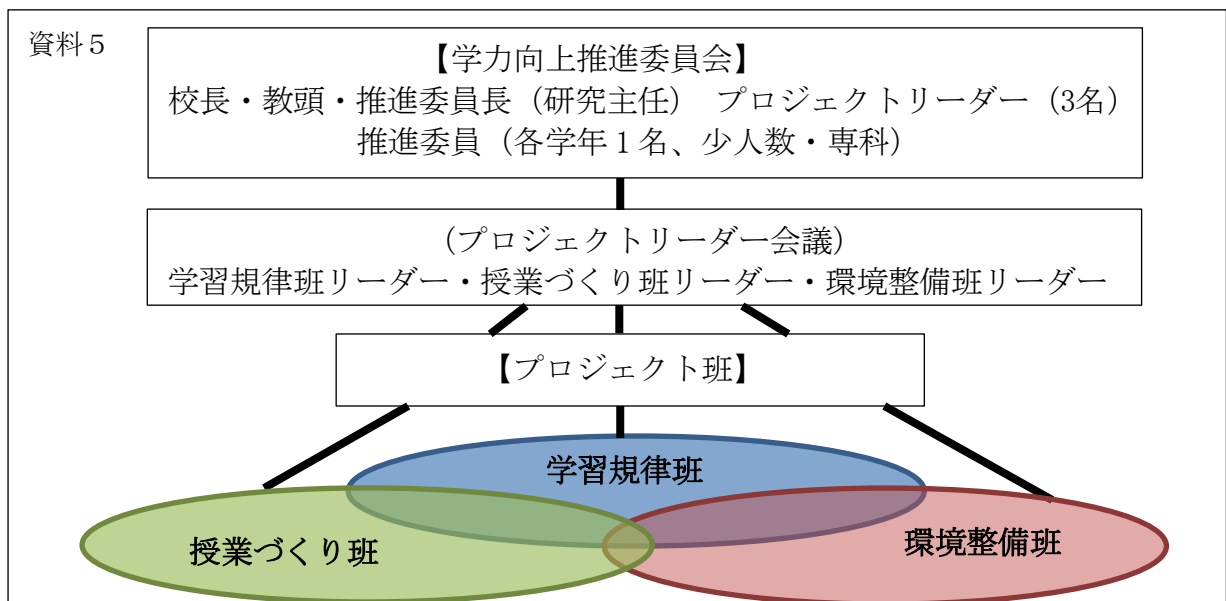 資料５
【学力向上推進委員会】
校長・教頭・推進委員長（研究主任）　プロジェクトリーダー（3名）
推進委員（各学年１名、少人数・専科）
（プロジェクトリーダー会議）
学習規律班リーダー・授業づくり班リーダー・環境整備班リーダー
【プロジェクト班】
学習規律班
授業づくり班
環境整備班